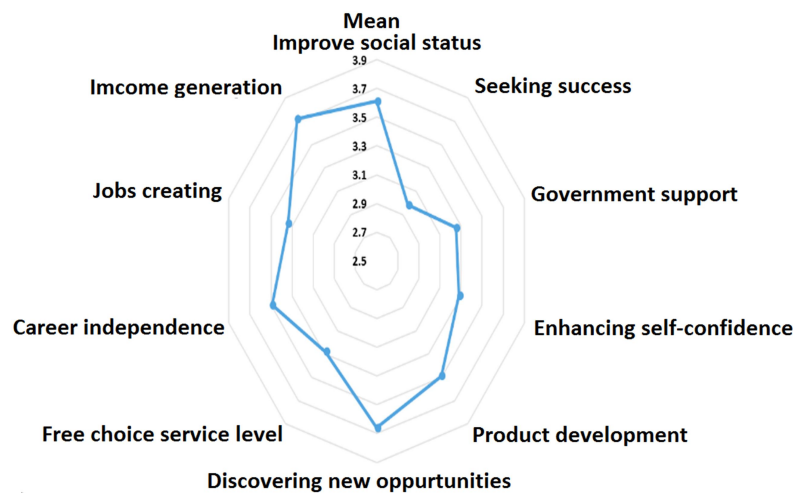 Mean
Improve social status
3.9
Imcome generation
3.7
Seeking success
3.5
3.3
3.1
Jobs creating
Government support
2.9
2.7
2.5
Career independence
Enhancing self-confidence
Free choice service level
Product development
Discovering new oppurtunities